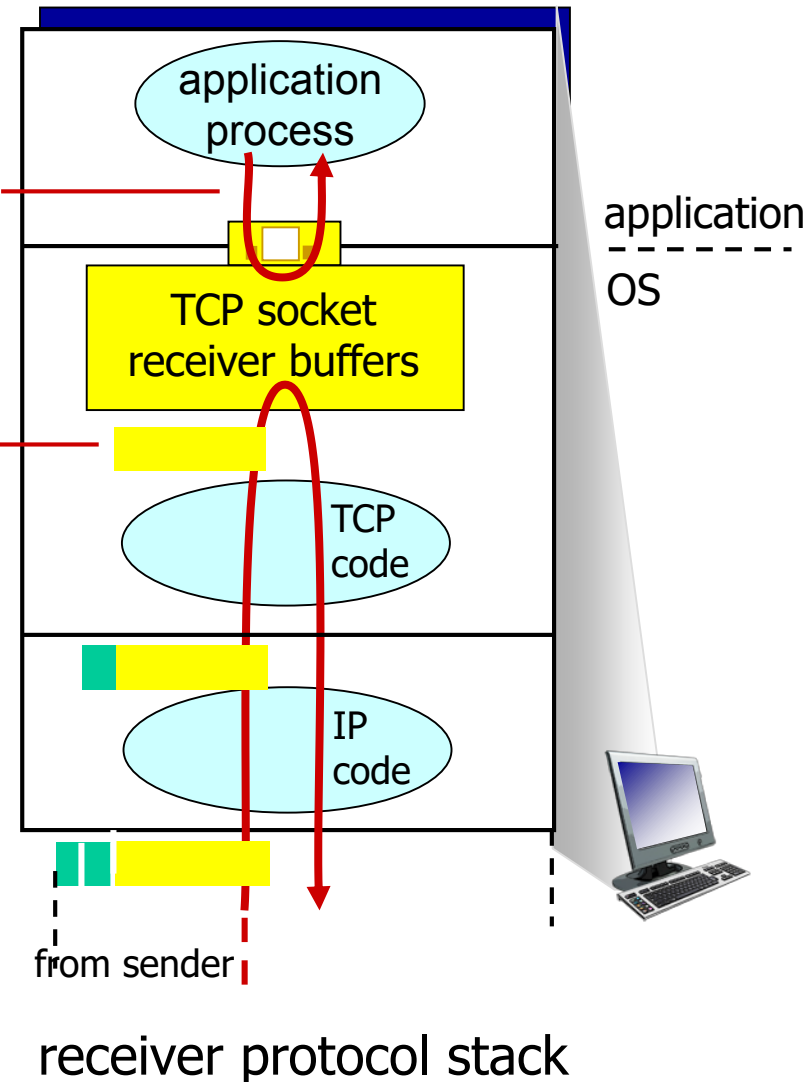 application
process
application
OS
TCP socket
receiver buffers
TCP
code
IP
code
from sender
receiver protocol stack